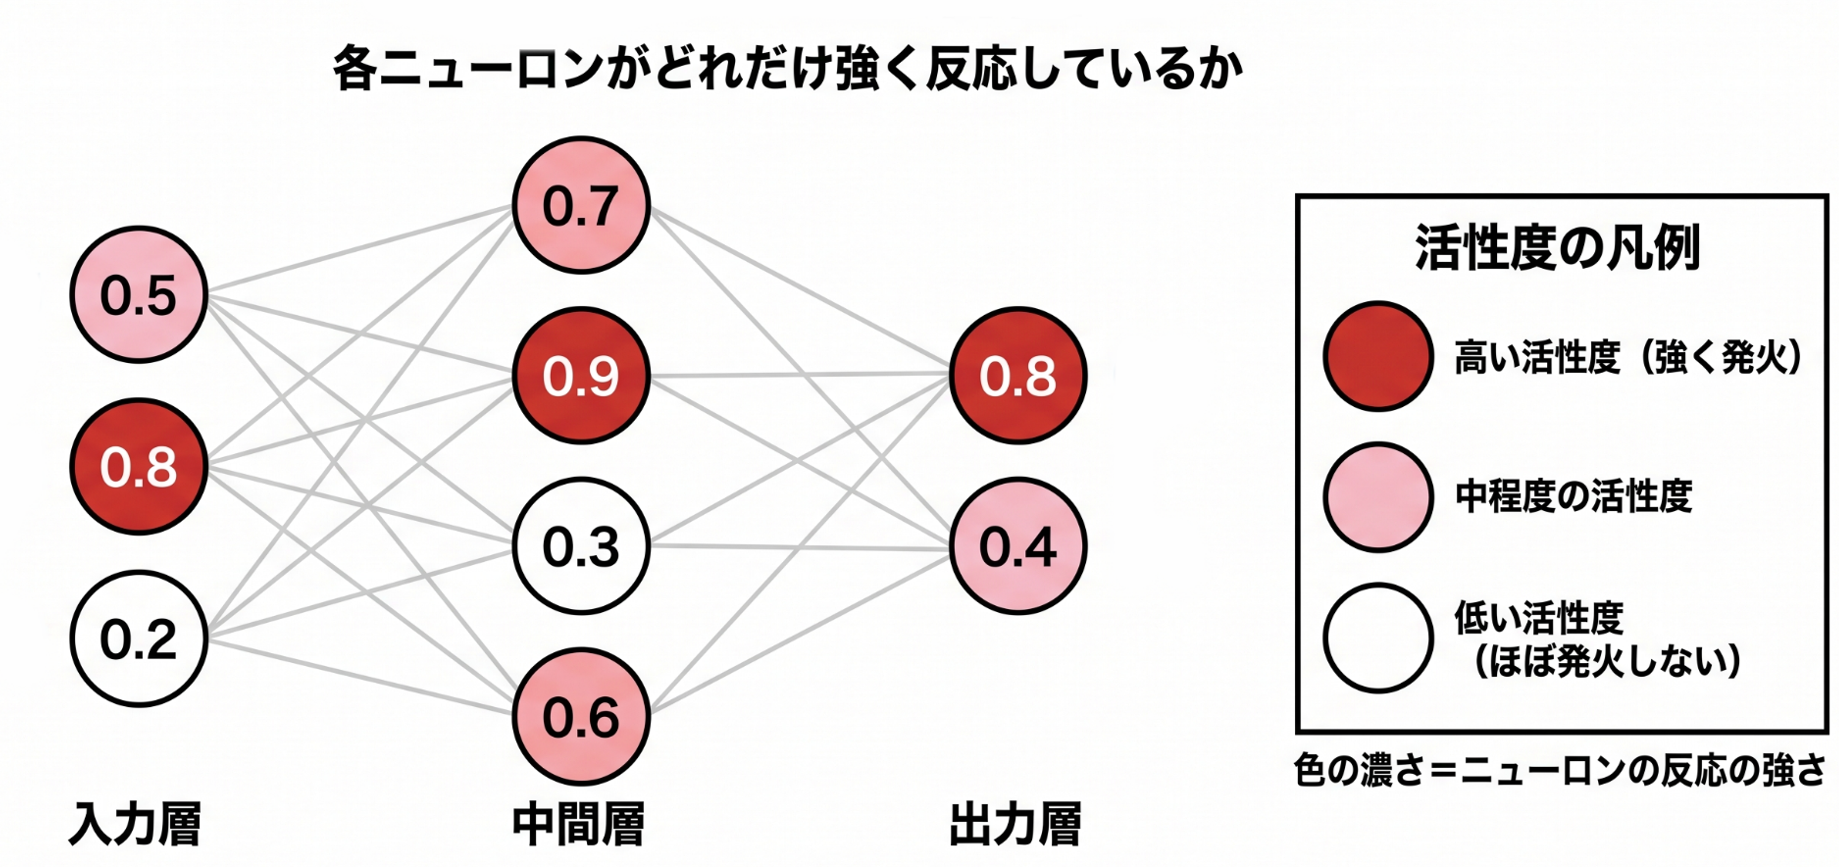 各ニューロンがどれだけ強く反応しているか
0.5
0.8
0.2
入力層
0.7
0.9
0.3
0.6
中間層
0.8
0.4
出力層
活性度の凡例
高い活性度（強く発火）
中程度の活性度
低い活性度
（ほぼ発火しない）
色の濃さ＝ニューロンの反応の強さ